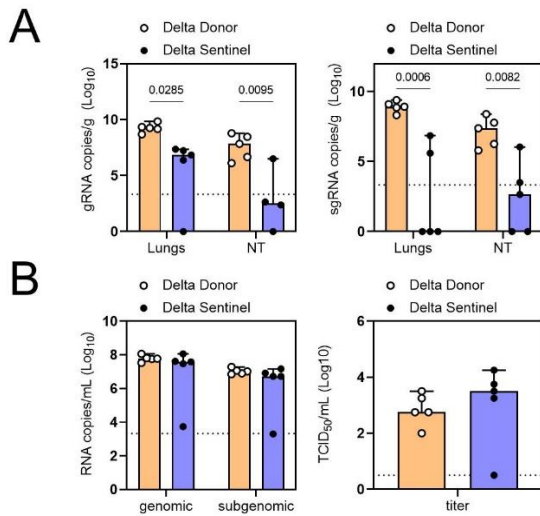 A
Delta Donor
Delta Sentinel
gRNA copies/g (Log10)
15
10
5
0
0.0285
0.0095
Lungs
NT
Delta Donor
Delta Sentinel
sgRNA copies/g (Log10)
10
5
0
0.0006
0.0082
Lungs
NT
B
Delta Donor
Delta Sentinel
RNA copies/mL (Log10)
10
8
6
4
2
0
genomic
subgenomic
Delta Donor
Delta Sentinel
TCID50/mL (Log10)
6
4
2
0
titer